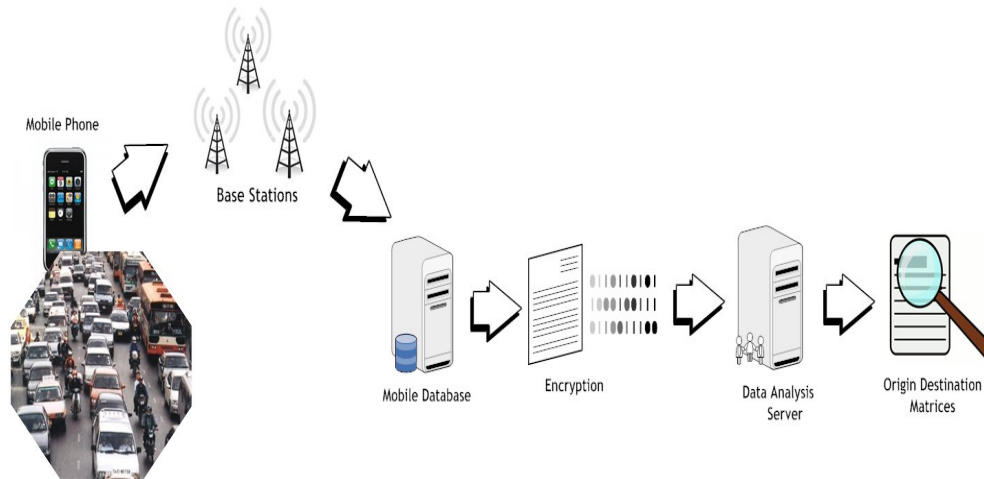 Mobile Phone
Base Stations
Mobile Database
Encryption
Data Analysis
Server
Origin Destination
Matrices